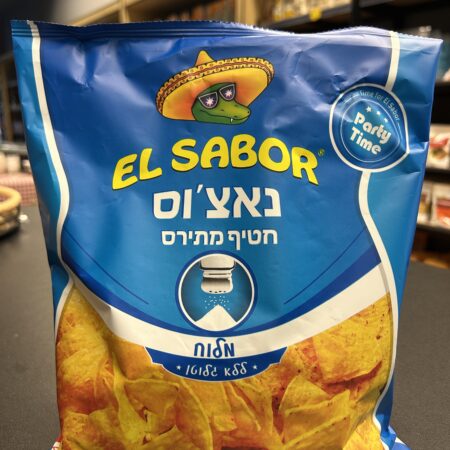 EL SABOR
Party
Time
נאצ'וס
חטיף מתירס
מלוח
ללא גלוטן